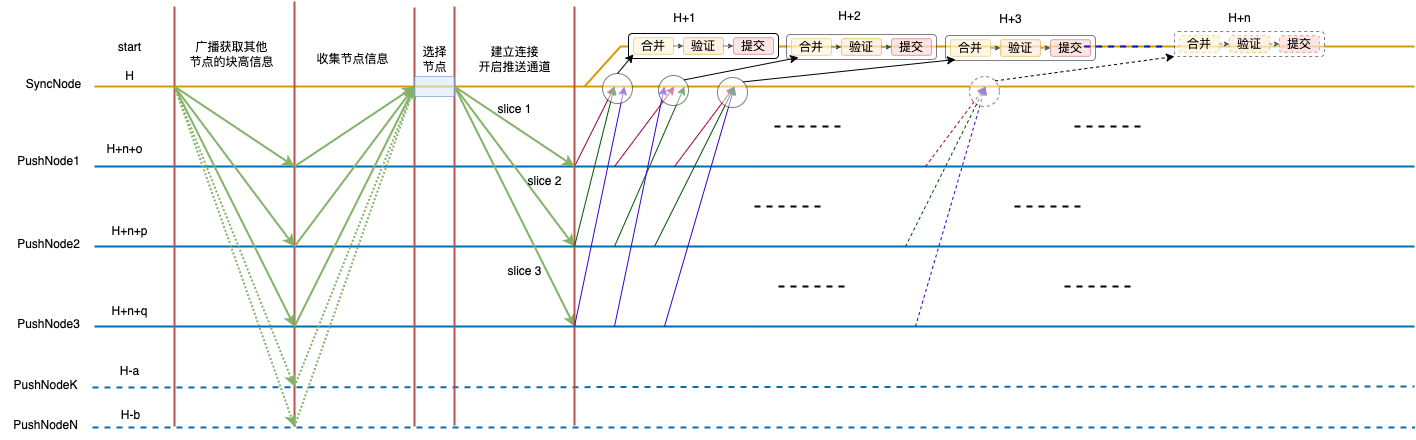 H+1
H+2
H+3
H+n
start
广播获取其他
节点的块高信息
收集节点信息
选择
节点
建立连接
开启推送通道
合并
验证
提交
合并
验证
提交
合并
验证
提交
合并
验证
提交
H
SyncNode
slice 1
H+n+o
PushNode1
slice 2
H+n+p
PushNode2
slice 3
H+n+q
PushNode3
H-a
PushNodeK
H-b
PushNodeN